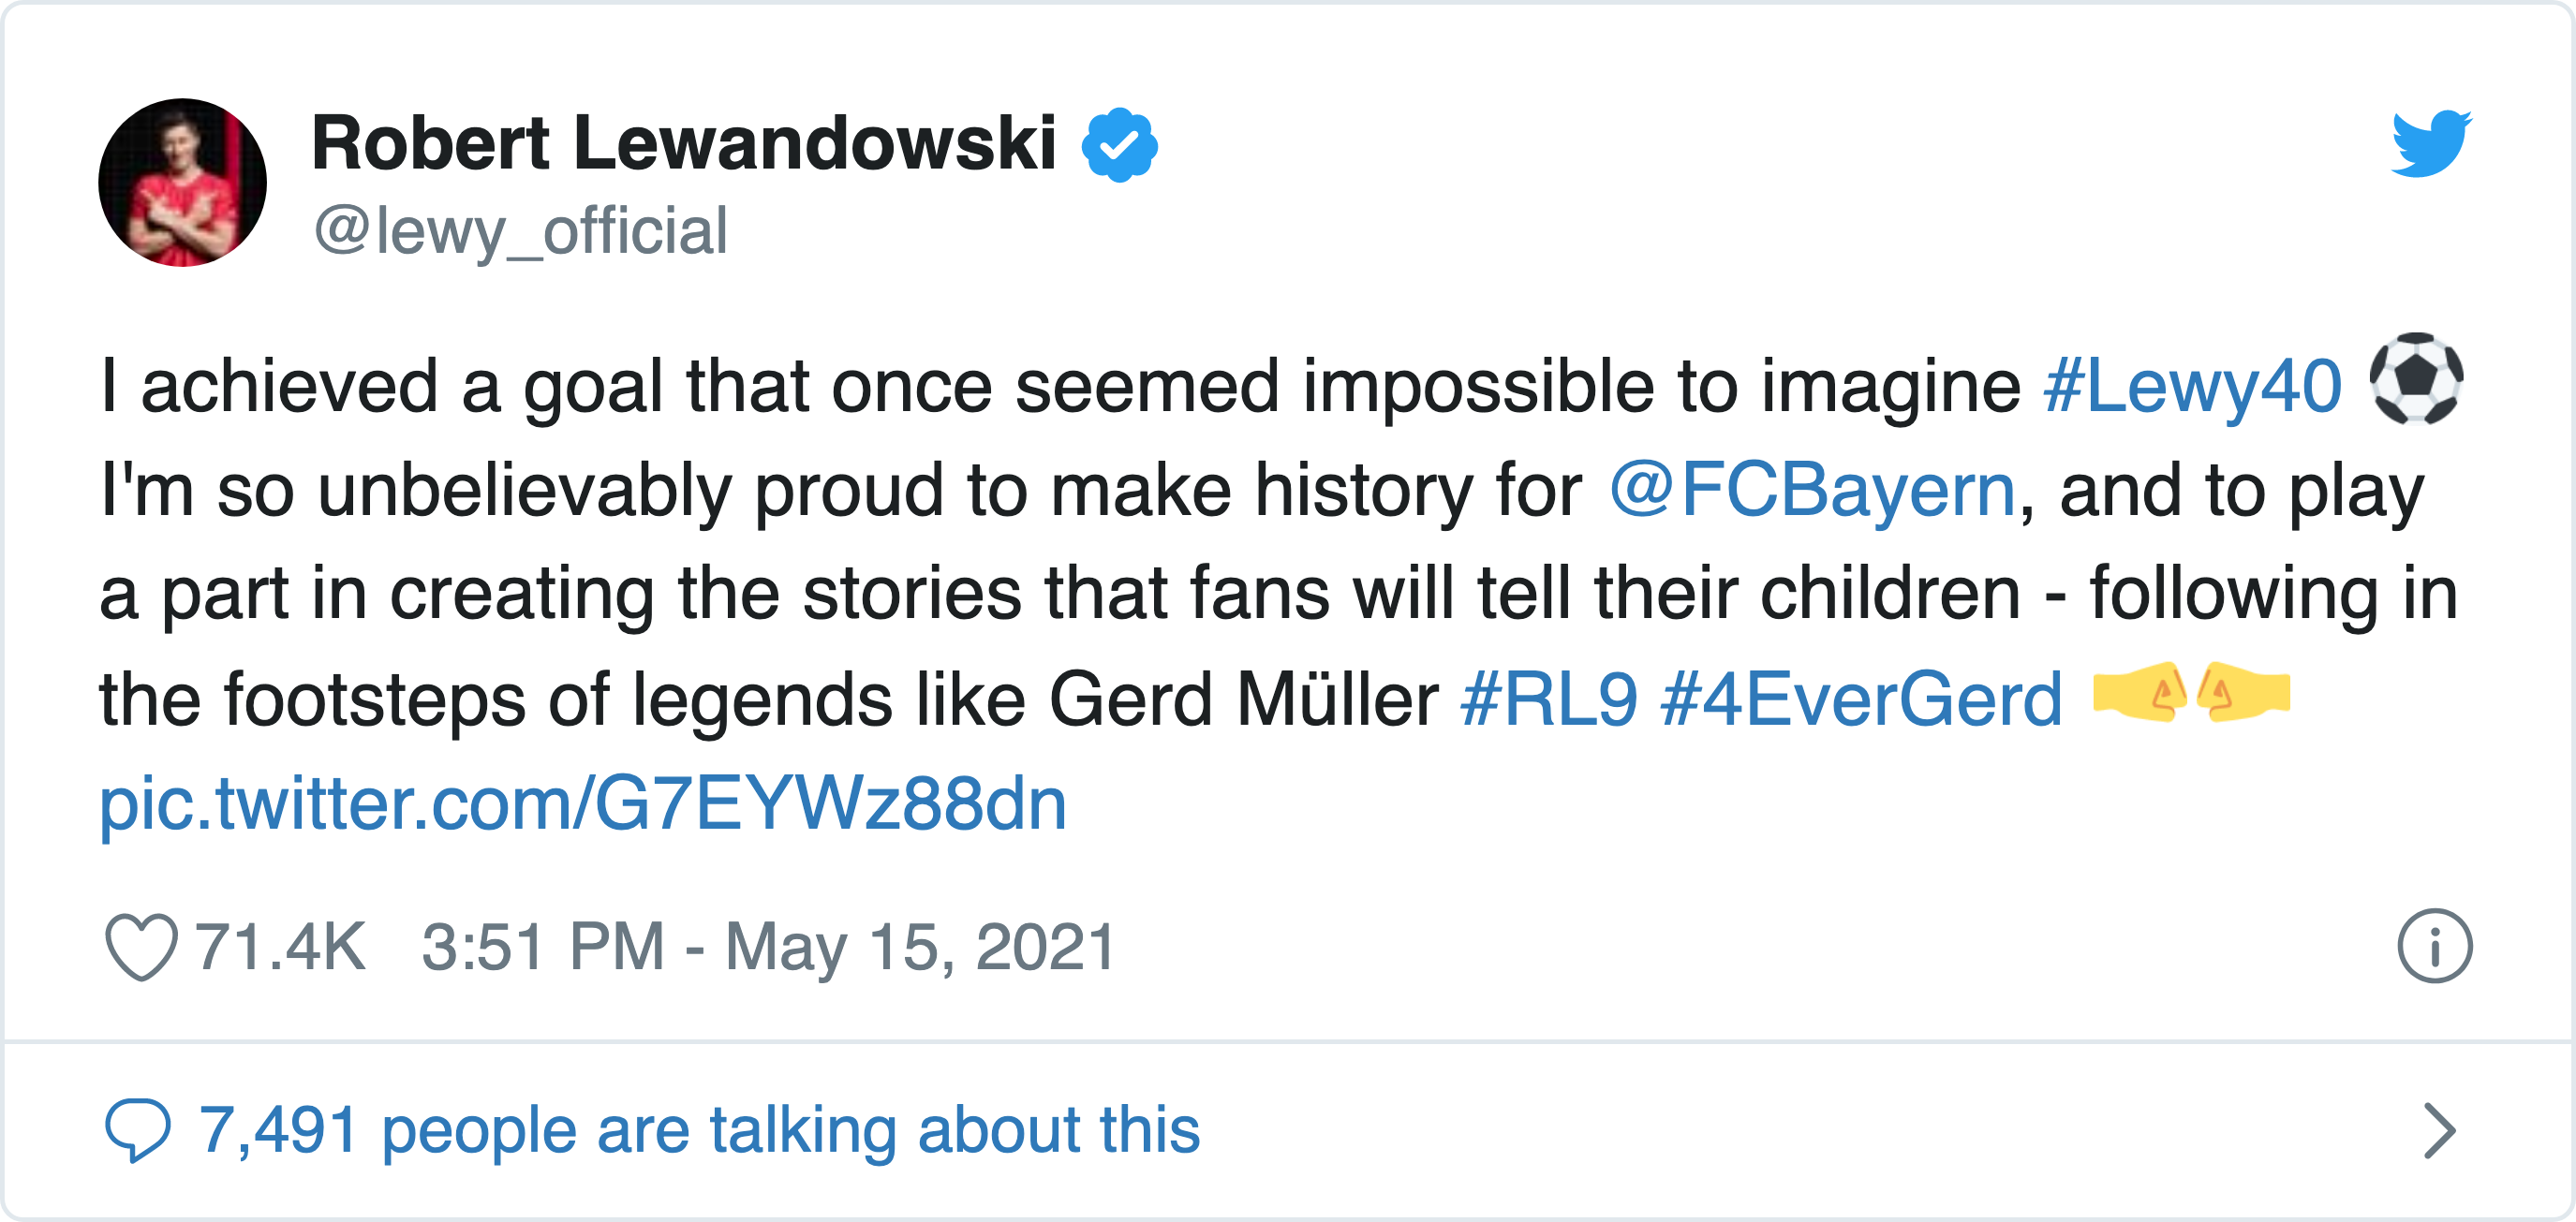 Robert Lewandowski
@lewy_official
I achieved a goal that once seemed impossible to imagine #Lewy40 ⚽
I'm so unbelievably proud to make history for @FCBayern, and to play
a part in creating the stories that fans will tell their children - following in
the footsteps of legends like Gerd Müller #RL9 #4EverGerd 🤜🤛
pic.twitter.com/G7EYWz88dn
71.4K 3:51 PM - May 15, 2021
7,491 people are talking about this